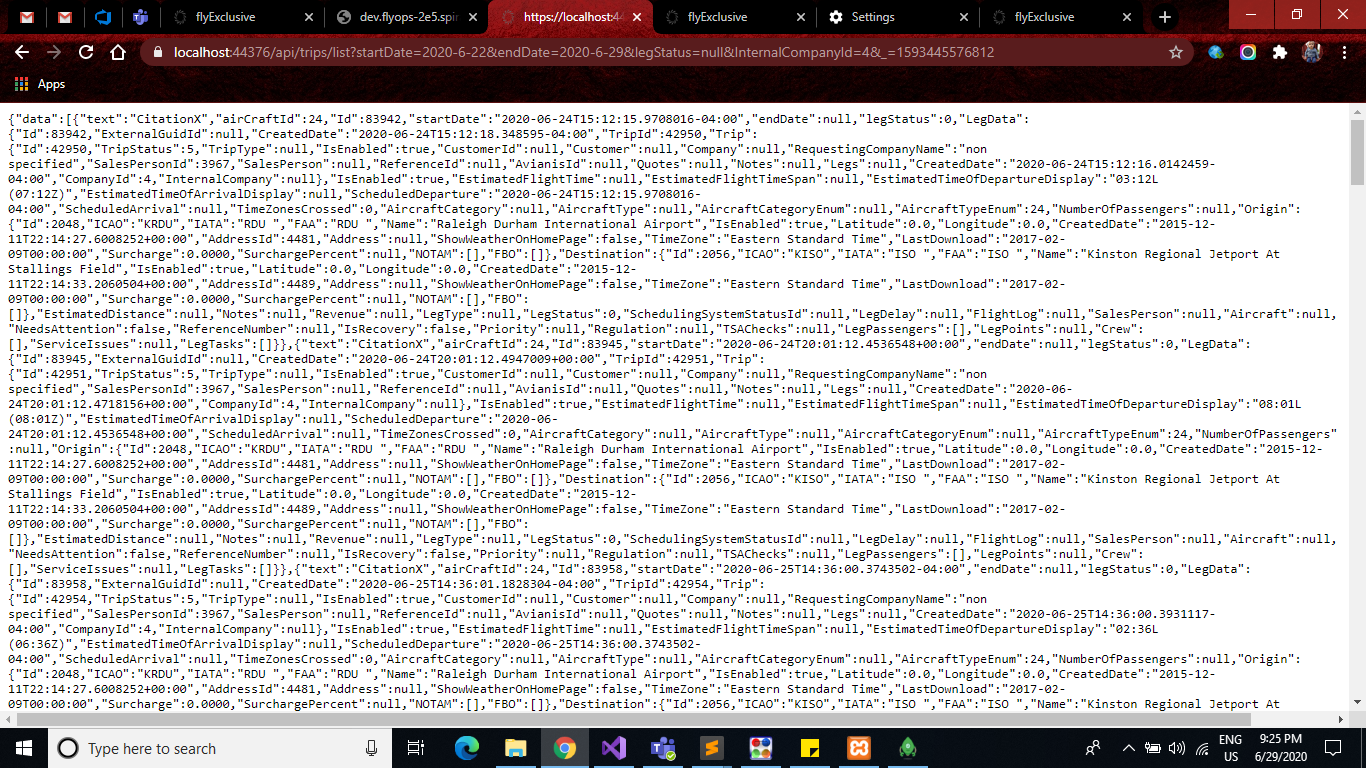 flyExclusive
dev.flyops-2e5.spi
https://localhost:44
flyExclusive
Settings
flyExclusive
localhost:44376/api/trips/list?startDate=2020-6-22&endDate=2020-6-29&legStatus=null&InternalCompanyId=4&_=1593445576812
Apps
{"data":[{"text":"CitationX","airCraftId":24,"Id":83942,"startDate":"2020-06-24T15:12:15.9708016-04:00","endDate":null,"legStatus":0,"LegData":
{"Id":83942,"ExternalGuidId":null,"CreatedDate":"2020-06-24T15:12:18.348595-04:00","TripId":42950,"Trip":
{"Id":42950,"TripStatus":5,"TripType":null,"IsEnabled":true,"CustomerId":null,"Customer":null,"Company":null,"RequestingCompanyName":"non
specified","SalesPersonId":3967,"SalesPerson":null,"ReferenceId":null,"AvianisId":null,"Quotes":null,"Notes":null,"Legs":null,"CreatedDate":"2020-06-24T15:12:16.0142459-
04:00","CompanyId":4,"InternalCompany":null},"IsEnabled":true,"EstimatedFlightTime":null,"EstimatedFlightTimeSpan":null,"EstimatedTimeOfDepartureDisplay":"03:12L
(07:12Z)","EstimatedTimeOfArrivalDisplay":null,"ScheduledDeparture":"2020-06-24T15:12:15.9708016-
04:00","ScheduledArrival":null,"TimeZonesCrossed":0,"AircraftCategory":null,"AircraftType":null,"AircraftCategoryEnum":null,"AircraftTypeEnum":24,"NumberOfPassengers":null,"Origin":
{"Id":2048,"ICAO":"KRDU","IATA":"RDU ","FAA":"RDU ","Name":"Raleigh Durham International Airport","IsEnabled":true,"Latitude":0.0,"Longitude":0.0,"CreatedDate":"2015-12-
11T22:14:27.6008252+00:00","AddressId":4481,"Address":null,"ShowWeatherOnHomePage":false,"TimeZone":"Eastern Standard Time","LastDownload":"2017-02-
09T00:00:00","Surcharge":0.0000,"SurchargePercent":null,"NOTAM":[],"FBO":[]},"Destination":{"Id":2056,"ICAO":"KISO","IATA":"ISO ","FAA":"ISO ","Name":"Kinston Regional Jetport At
Stallings Field","IsEnabled":true,"Latitude":0.0,"Longitude":0.0,"CreatedDate":"2015-12-
11T22:14:33.2060504+00:00","AddressId":4489,"Address":null,"ShowWeatherOnHomePage":false,"TimeZone":"Eastern Standard Time","LastDownload":"2017-02-
09T00:00:00","Surcharge":0.0000,"SurchargePercent":null,"NOTAM":[],"FBO":
[]},"EstimatedDistance":null,"Notes":null,"Revenue":null,"LegType":null,"LegStatus":0,"SchedulingSystemStatusId":null,"LegDelay":null,"FlightLog":null,"SalesPerson":null,"Aircraft":null,
"NeedsAttention":false,"ReferenceNumber":null,"IsRecovery":false,"Priority":null,"Regulation":null,"TSAChecks":null,"LegPassengers":[],"LegPoints":null,"Crew":
[],"ServiceIssues":null,"LegTasks":[]}},{"text":"CitationX","airCraftId":24,"Id":83945,"startDate":"2020-06-24T20:01:12.4536548+00:00","endDate":null,"legStatus":0,"LegData":
{"Id":83945,"ExternalGuidId":null,"CreatedDate":"2020-06-24T20:01:12.4947009+00:00","TripId":42951,"Trip":
{"Id":42951,"TripStatus":5,"TripType":null,"IsEnabled":true,"CustomerId":null,"Customer":null,"Company":null,"RequestingCompanyName":"non
specified","SalesPersonId":3967,"SalesPerson":null,"ReferenceId":null,"AvianisId":null,"Quotes":null,"Notes":null,"Legs":null,"CreatedDate":"2020-06-
24T20:01:12.4718156+00:00","CompanyId":4,"InternalCompany":null},"IsEnabled":true,"EstimatedFlightTime":null,"EstimatedFlightTimeSpan":null,"EstimatedTimeOfDepartureDisplay":"08:01L
(08:01Z)","EstimatedTimeOfArrivalDisplay":null,"ScheduledDeparture":"2020-06-
24T20:01:12.4536548+00:00","ScheduledArrival":null,"TimeZonesCrossed":0,"AircraftCategory":null,"AircraftType":null,"AircraftCategoryEnum":null,"AircraftTypeEnum":24,"NumberOfPassengers"
:null,"Origin":{"Id":2048,"ICAO":"KRDU","IATA":"RDU ","FAA":"RDU ","Name":"Raleigh Durham International Airport","IsEnabled":true,"Latitude":0.0,"Longitude":0.0,"CreatedDate":"2015-12-
11T22:14:27.6008252+00:00","AddressId":4481,"Address":null,"ShowWeatherOnHomePage":false,"TimeZone":"Eastern Standard Time","LastDownload":"2017-02-
09T00:00:00","Surcharge":0.0000,"SurchargePercent":null,"NOTAM":[],"FBO":[]},"Destination":{"Id":2056,"ICAO":"KISO","IATA":"ISO ","FAA":"ISO ","Name":"Kinston Regional Jetport At
Stallings Field","IsEnabled":true,"Latitude":0.0,"Longitude":0.0,"CreatedDate":"2015-12-
11T22:14:33.2060504+00:00","AddressId":4489,"Address":null,"ShowWeatherOnHomePage":false,"TimeZone":"Eastern Standard Time","LastDownload":"2017-02-
09T00:00:00","Surcharge":0.0000,"SurchargePercent":null,"NOTAM":[],"FBO":
[]},"EstimatedDistance":null,"Notes":null,"Revenue":null,"LegType":null,"LegStatus":0,"SchedulingSystemStatusId":null,"LegDelay":null,"FlightLog":null,"SalesPerson":null,"Aircraft":null,
"NeedsAttention":false,"ReferenceNumber":null,"IsRecovery":false,"Priority":null,"Regulation":null,"TSAChecks":null,"LegPassengers":[],"LegPoints":null,"Crew":
[],"ServiceIssues":null,"LegTasks":[]}},{"text":"CitationX","airCraftId":24,"Id":83958,"startDate":"2020-06-25T14:36:00.3743502-04:00","endDate":null,"legStatus":0,"LegData":
{"Id":83958,"ExternalGuidId":null,"CreatedDate":"2020-06-25T14:36:01.1828304-04:00","TripId":42954,"Trip":
{"Id":42954,"TripStatus":5,"TripType":null,"IsEnabled":true,"CustomerId":null,"Customer":null,"Company":null,"RequestingCompanyName":"non
specified","SalesPersonId":3967,"SalesPerson":null,"ReferenceId":null,"AvianisId":null,"Quotes":null,"Notes":null,"Legs":null,"CreatedDate":"2020-06-25T14:36:00.3931117-
04:00","CompanyId":4,"InternalCompany":null},"IsEnabled":true,"EstimatedFlightTime":null,"EstimatedFlightTimeSpan":null,"EstimatedTimeOfDepartureDisplay":"02:36L
(06:36Z)","EstimatedTimeOfArrivalDisplay":null,"ScheduledDeparture":"2020-06-25T14:36:00.3743502-
04:00","ScheduledArrival":null,"TimeZonesCrossed":0,"AircraftCategory":null,"AircraftType":null,"AircraftCategoryEnum":null,"AircraftTypeEnum":24,"NumberOfPassengers":null,"Origin":
{"Id":2048,"ICAO":"KRDU","IATA":"RDU ","FAA":"RDU ","Name":"Raleigh Durham International Airport","IsEnabled":true,"Latitude":0.0,"Longitude":0.0,"CreatedDate":"2015-12-
11T22:14:27.6008252+00:00","AddressId":4481,"Address":null,"ShowWeatherOnHomePage":false,"TimeZone":"Eastern Standard Time","LastDownload":"2017-02-
09T00:00:00","Surcharge":0.0000,"SurchargePercent":null,"NOTAM":[],"FBO":[]},"Destination":{"Id":2056,"ICAO":"KISO","IATA":"ISO ","FAA":"ISO ","Name":"Kinston Regional Jetport At
Type here to search
ENG
US
9:25 PM
6/29/2020